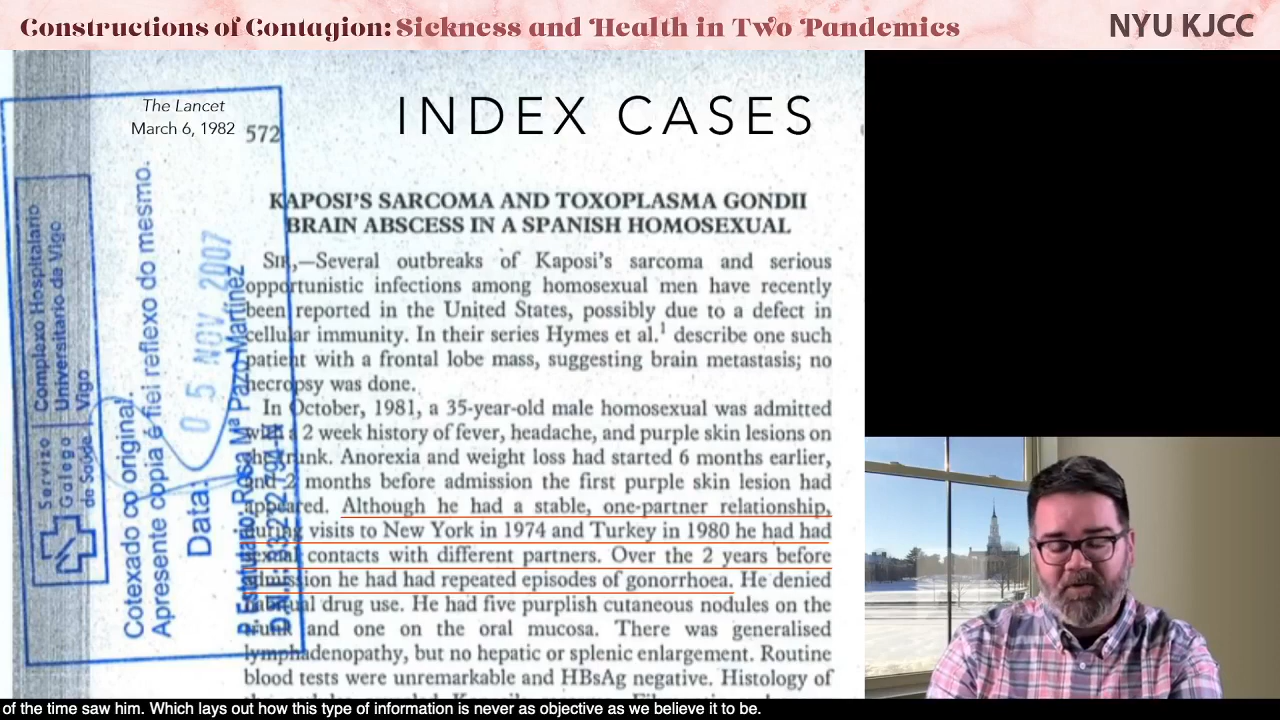 Constructions of Contagion: Sickness and Health in Two Pandemics
NYU KJCC
The Lancet
March 6, 1982
572
INDEX CASES
KAPOSI'S SARCOMA AND TOXOPLASMA GONDII
BRAIN ABSCESS IN A SPANISH HOMOSEXUAL
SIR,—Several outbreaks of Kaposi's sarcoma and serious
opportunistic infections among homosexual men have recently
been reported in the United States, possibly due to a defect in
cellular immunity. In their series Hymes et al.¹ describe one such
patient with a frontal lobe mass, suggesting brain metastasis; no
necropsy was done.
In October, 1981, a 35-year-old male homosexual was admitted
with a 2 week history of fever, headache, and purple skin lesions on
the trunk. Anorexia and weight loss had started 6 months earlier,
and 2 months before admission the first purple skin lesion had
appeared. Although he had a stable, one-partner relationship,
during visits to New York in 1974 and Turkey in 1980 he had had
sexual contacts with different partners. Over the 2 years before
admission he had had repeated episodes of gonorrhoea. He denied
habitual drug use. He had five purplish cutaneous nodules on the
trunk and one on the oral mucosa. There was generalised
lymphadenopathy, but no hepatic or splenic enlargement. Routine
blood tests were unremarkable and HBsAg negative. Histology of
Servizo
Galego
de Saúde
Complexo Hospitalario
Universitario de Vigo
Vigo
Cotexado co original.
Apresente copia é fiei reflexo do mesmo.
Data:
05 NOV 2007
Rosa Mª Pazo Martínez
of the time saw him. Which lays out how this type of information is never as objective as we believe it to be.